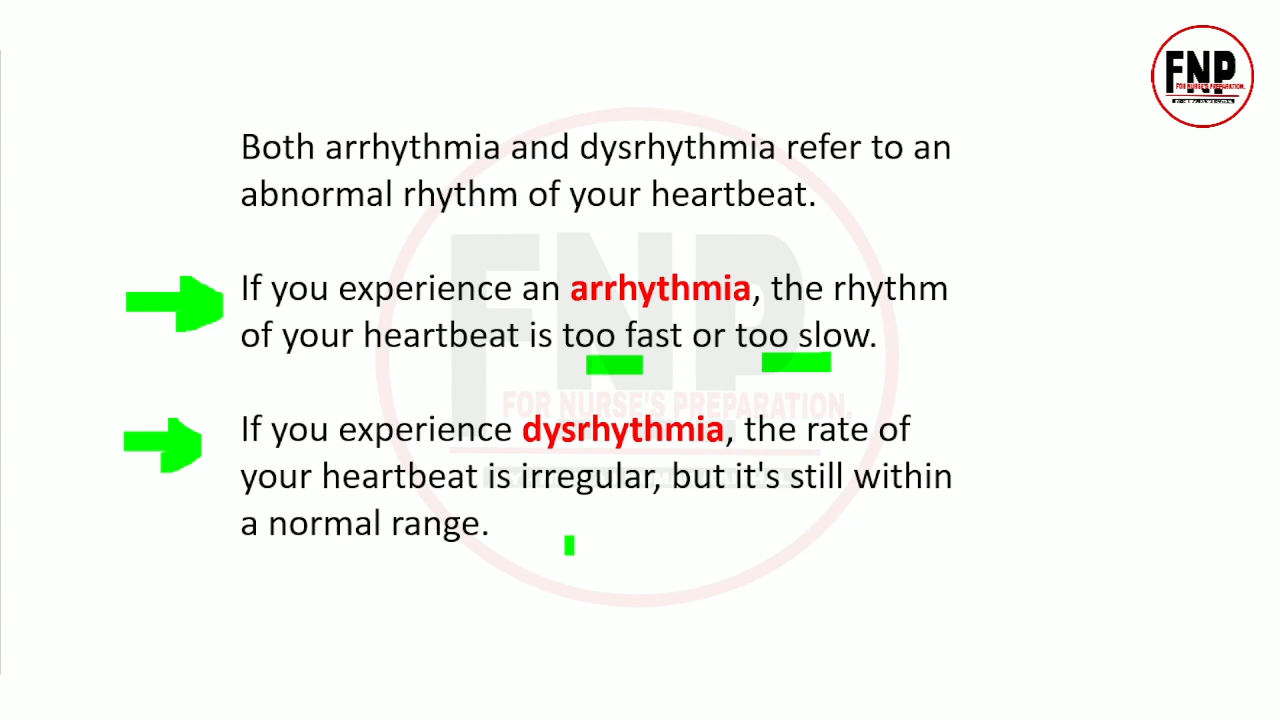 FNP
FOR NURSE'S PREPARATION.
Both arrhythmia and dysrhythmia refer to an
abnormal rhythm of your heartbeat.
If you experience an arrhythmia, the rhythm
of your heartbeat is too fast or too slow.
If you experience dysrhythmia, the rate of
your heartbeat is irregular, but it's still within
a normal range.
FNP
FOR NURSE'S PREPARATION.